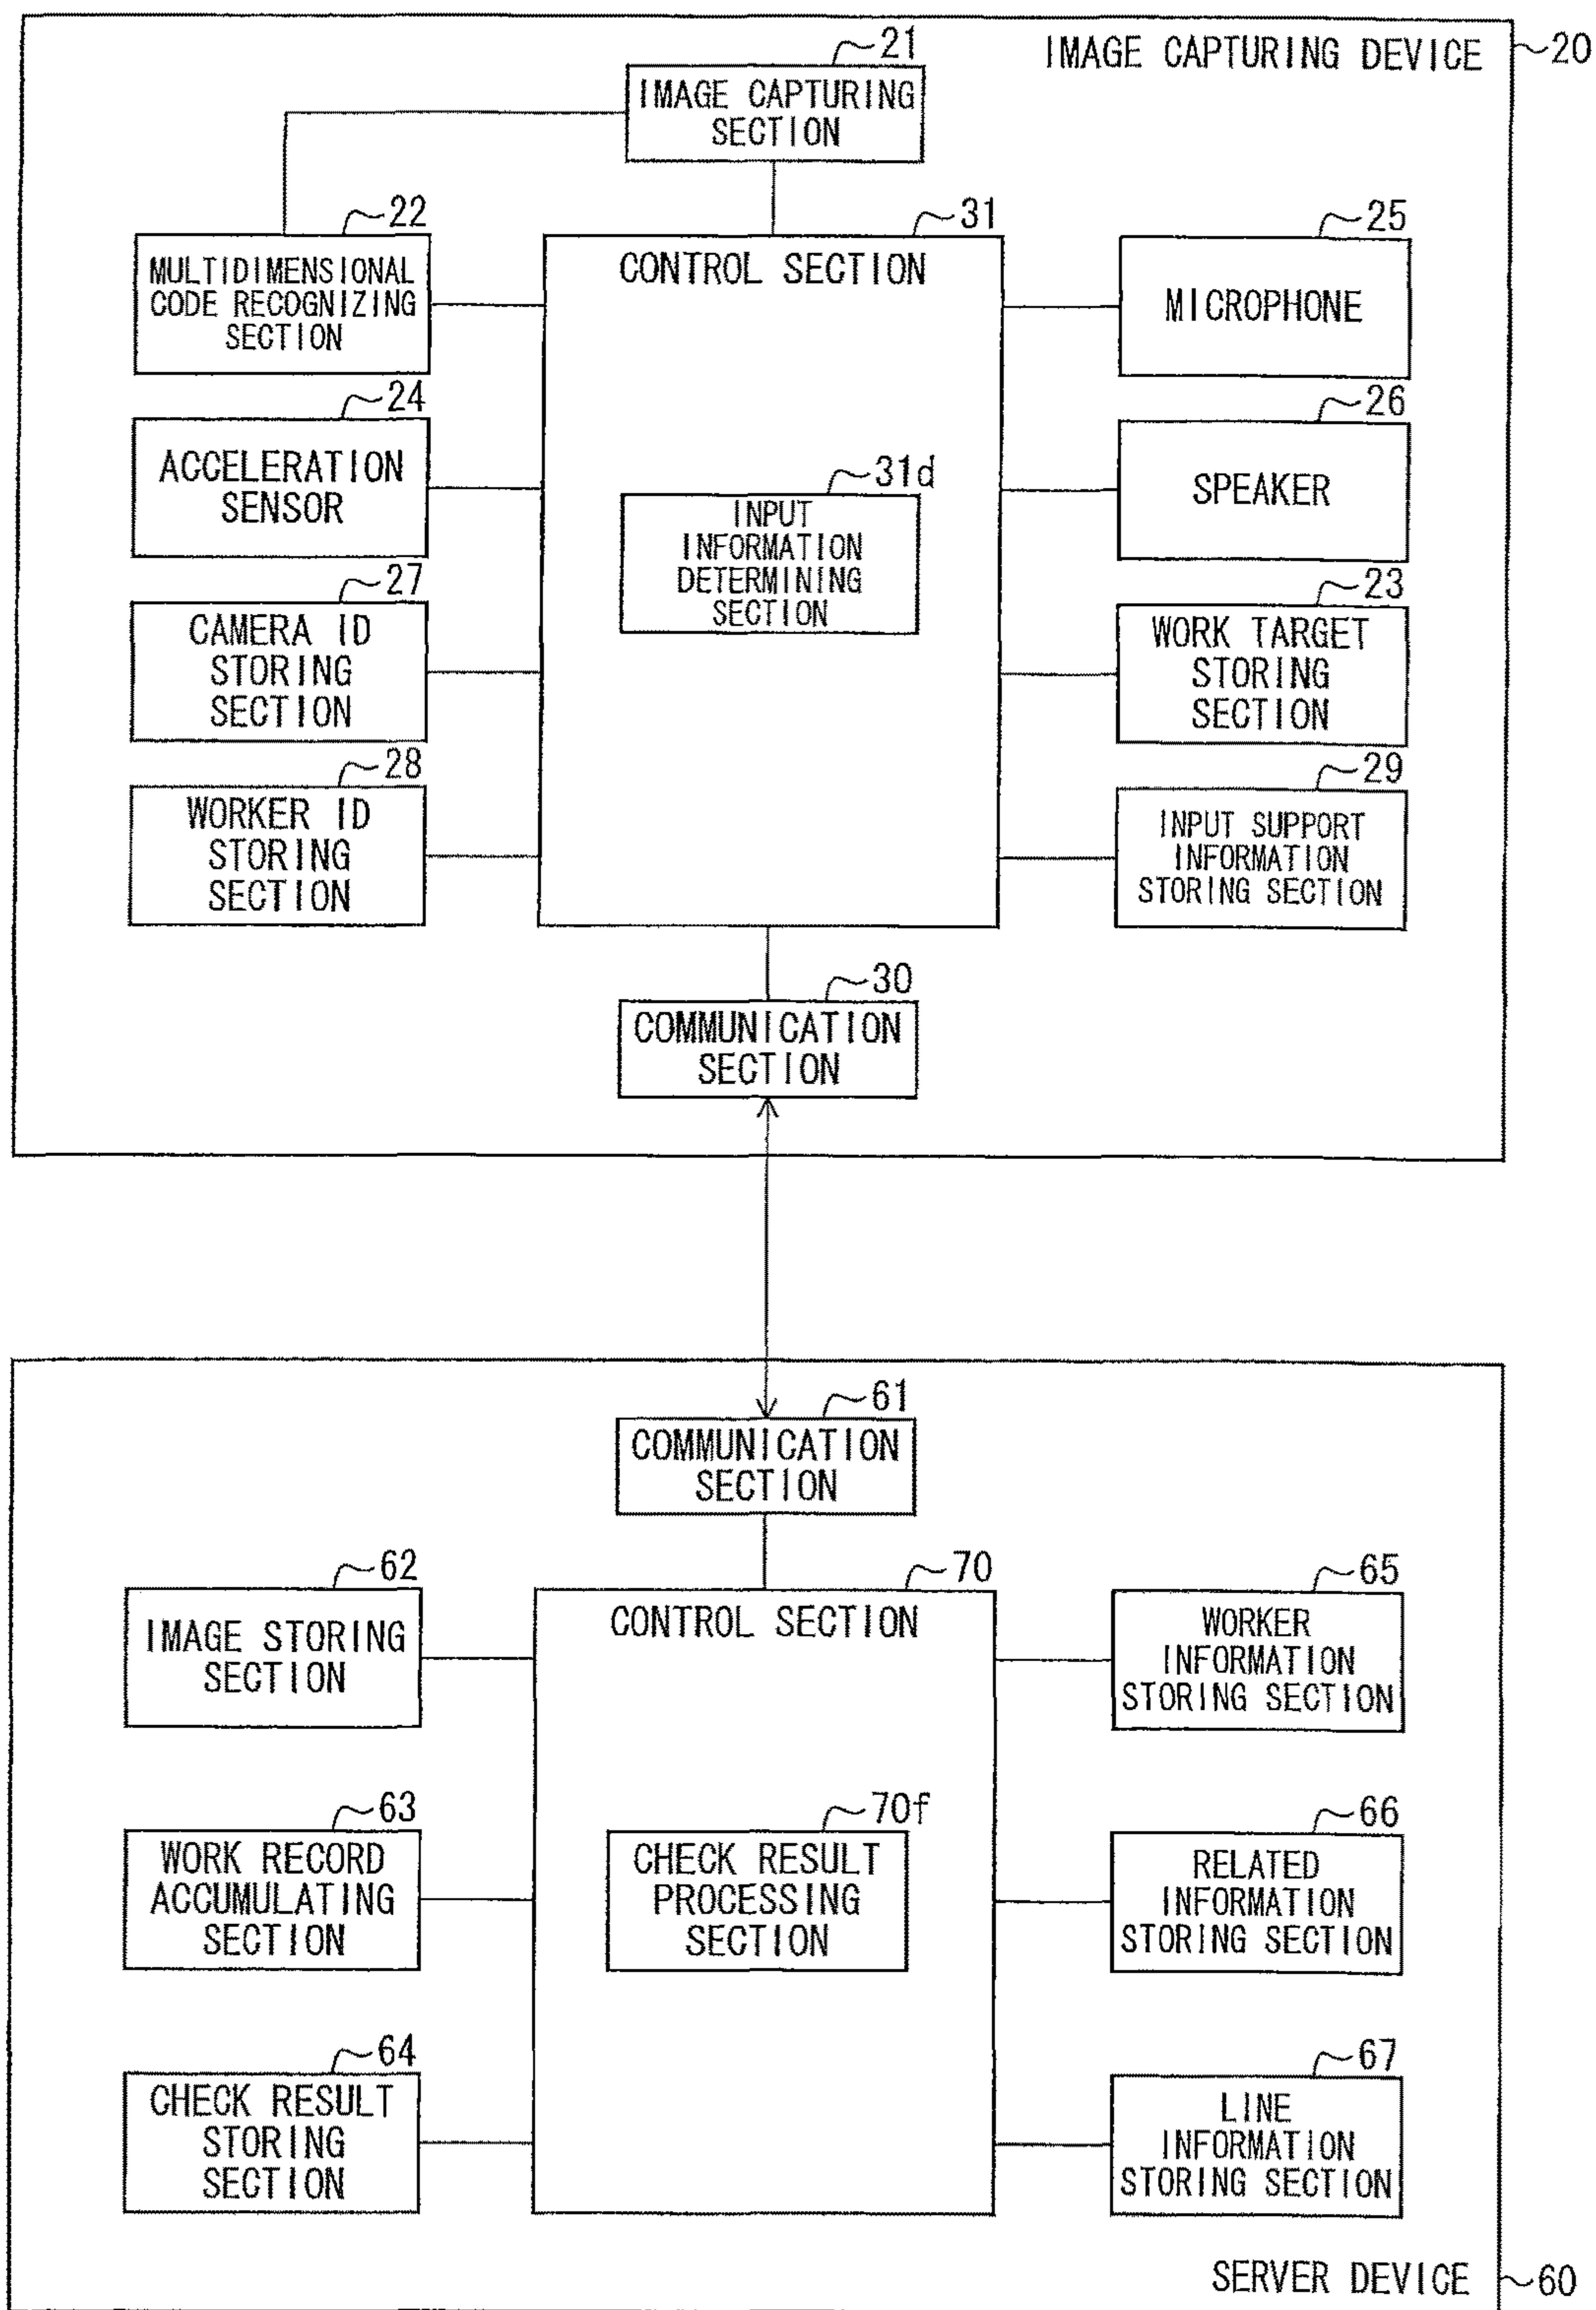 IMAGE CAPTURING DEVICE
20
21
IMAGE CAPTURING
SECTION
22
MULTIDIMENSIONAL
CODE RECOGNIZING
SECTION
31
CONTROL SECTION
25
MICROPHONE
24
ACCELERATION
SENSOR
31d
INPUT
INFORMATION
DETERMINING
SECTION
26
SPEAKER
27
CAMERA ID
STORING
SECTION
23
WORK TARGET
STORING
SECTION
28
WORKER ID
STORING
SECTION
29
INPUT SUPPORT
INFORMATION
STORING SECTION
30
COMMUNICATION
SECTION
61
COMMUNICATION
SECTION
62
IMAGE STORING
SECTION
70
CONTROL SECTION
65
WORKER
INFORMATION
STORING SECTION
63
WORK RECORD
ACCUMULATING
SECTION
70f
CHECK RESULT
PROCESSING
SECTION
66
RELATED
INFORMATION
STORING SECTION
64
CHECK RESULT
STORING
SECTION
67
LINE
INFORMATION
STORING SECTION
SERVER DEVICE
60